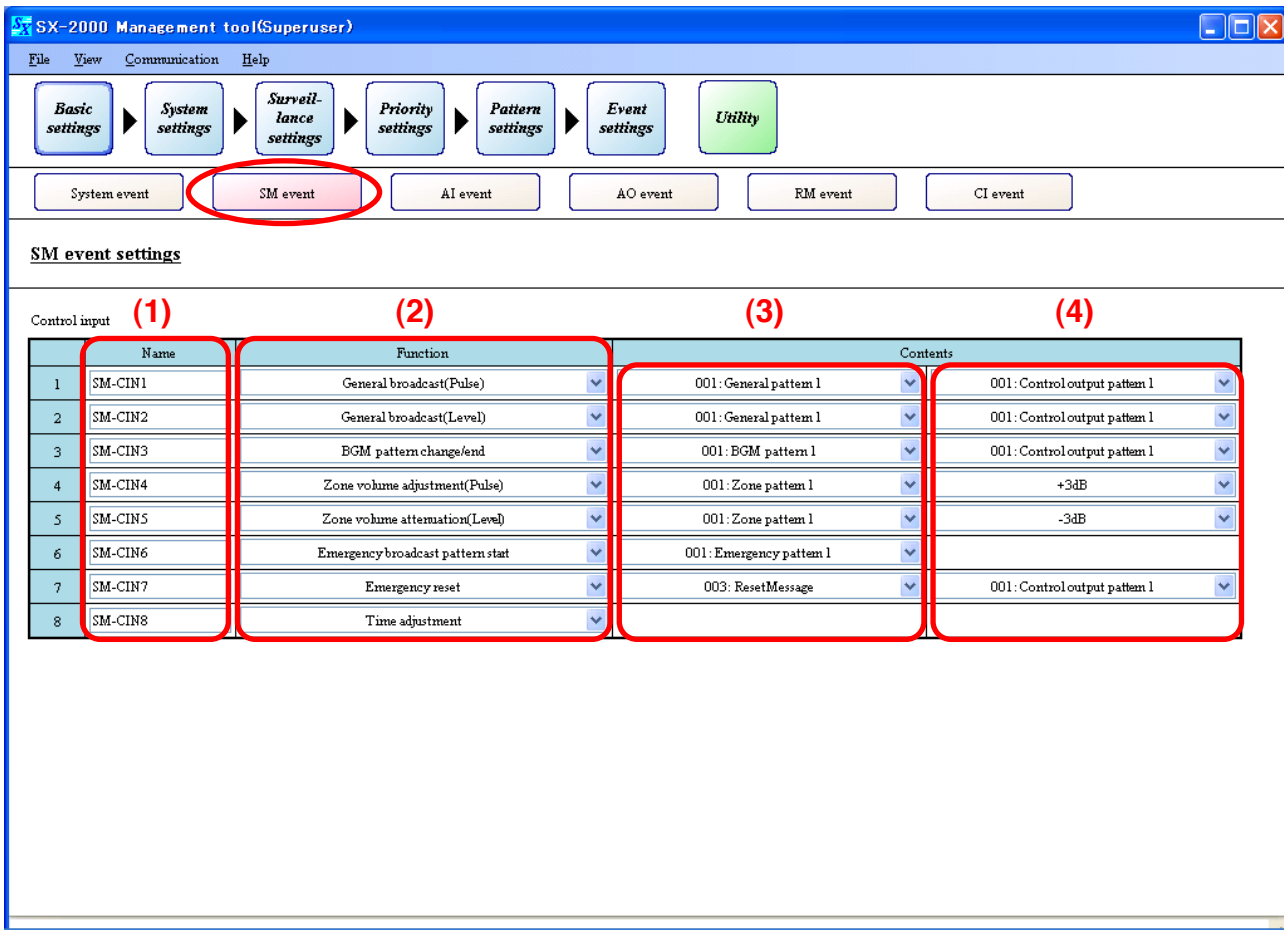 SX-2000 Management tool(Superuser)
File View Communication Help
Basic settings System settings Surveil-lance settings Priority settings Pattern settings Event settings Utility
System event SM event AI event AO event RM event CI event
SM event settings
Control input (1) (2) (3) (4)
Name Function Contents
1 SM-CIN1 General broadcast(Pulse) 001: General pattern 1 001: Control output pattern 1
2 SM-CIN2 General broadcast(Level) 001: General pattern 1 001: Control output pattern 1
3 SM-CIN3 BGM pattern change/end 001: BGM pattern 1 001: Control output pattern 1
4 SM-CIN4 Zone volume adjustment(Pulse) 001: Zone pattern 1 +3dB
5 SM-CIN5 Zone volume attenuation(Level) 001: Zone pattern 1 -3dB
6 SM-CIN6 Emergency broadcast pattern start 001: Emergency pattern 1
7 SM-CIN7 Emergency reset 003: ResetMessage 001: Control output pattern 1
8 SM-CIN8 Time adjustment